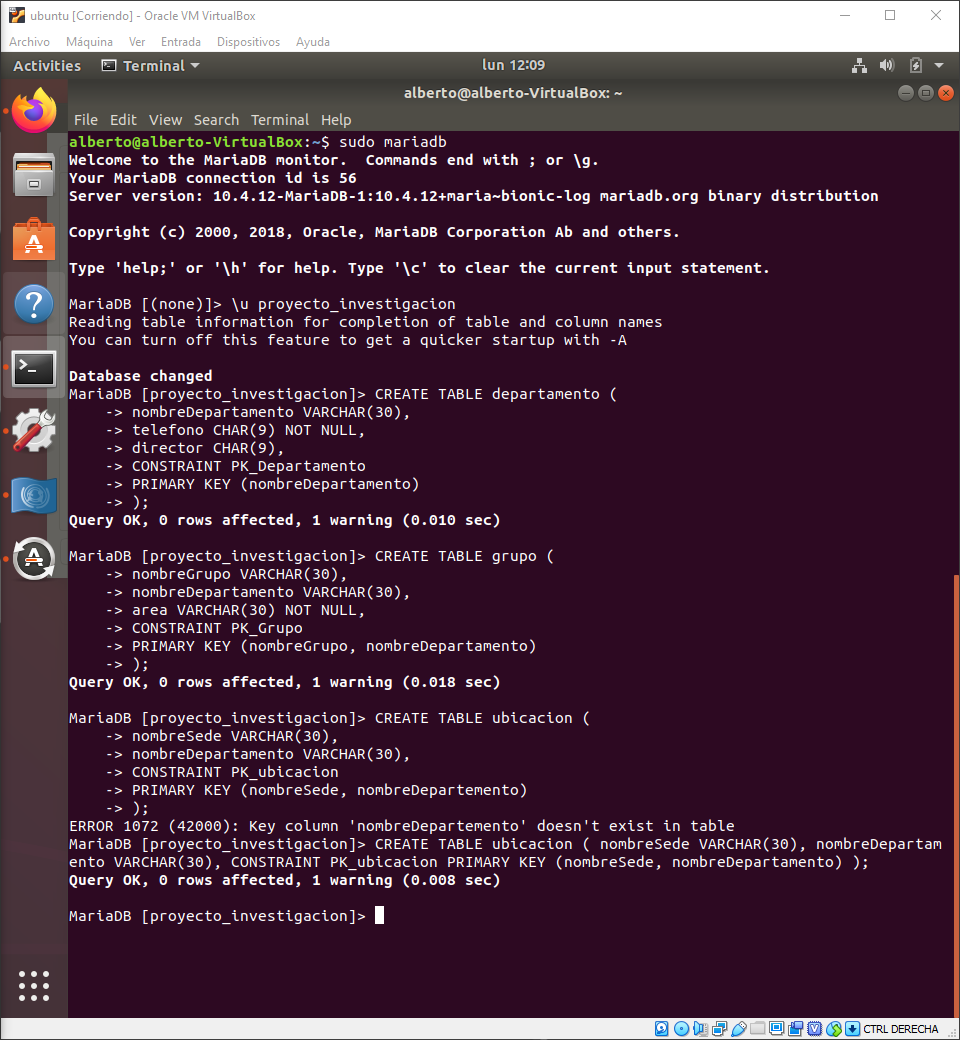 ubuntu [Corriendo] - Oracle VM VirtualBox
Archivo Máquina Ver Entrada Dispositivos Ayuda
Activities Terminal lun 12:09
alberto@alberto-VirtualBox: ~
File Edit View Search Terminal Help
alberto@alberto-VirtualBox:~$ sudo mariadb
Welcome to the MariaDB monitor.  Commands end with ; or \g.
Your MariaDB connection id is 56
Server version: 10.4.12-MariaDB-1:10.4.12+maria~bionic-log mariadb.org binary distribution
Copyright (c) 2000, 2018, Oracle, MariaDB Corporation Ab and others.
Type 'help;' or '\h' for help. Type '\c' to clear the current input statement.
MariaDB [(none)]> \u proyecto_investigacion
Reading table information for completion of table and column names
You can turn off this feature to get a quicker startup with -A
Database changed
MariaDB [proyecto_investigacion]> CREATE TABLE departamento (
    -> nombreDepartamento VARCHAR(30),
    -> telefono CHAR(9) NOT NULL,
    -> director CHAR(9),
    -> CONSTRAINT PK_Departamento
    -> PRIMARY KEY (nombreDepartamento)
    -> );
Query OK, 0 rows affected, 1 warning (0.010 sec)
MariaDB [proyecto_investigacion]> CREATE TABLE grupo (
    -> nombreGrupo VARCHAR(30),
    -> nombreDepartamento VARCHAR(30),
    -> area VARCHAR(30) NOT NULL,
    -> CONSTRAINT PK_Grupo
    -> PRIMARY KEY (nombreGrupo, nombreDepartamento)
    -> );
Query OK, 0 rows affected, 1 warning (0.018 sec)
MariaDB [proyecto_investigacion]> CREATE TABLE ubicacion (
    -> nombreSede VARCHAR(30),
    -> nombreDepartamento VARCHAR(30),
    -> CONSTRAINT PK_ubicacion
    -> PRIMARY KEY (nombreSede, nombreDepartemento)
    -> );
ERROR 1072 (42000): Key column 'nombreDepartemento' doesn't exist in table
MariaDB [proyecto_investigacion]> CREATE TABLE ubicacion ( nombreSede VARCHAR(30), nombreDepartam
ento VARCHAR(30), CONSTRAINT PK_ubicacion PRIMARY KEY (nombreSede, nombreDepartamento) );
Query OK, 0 rows affected, 1 warning (0.008 sec)
MariaDB [proyecto_investigacion]>
CTRL DERECHA